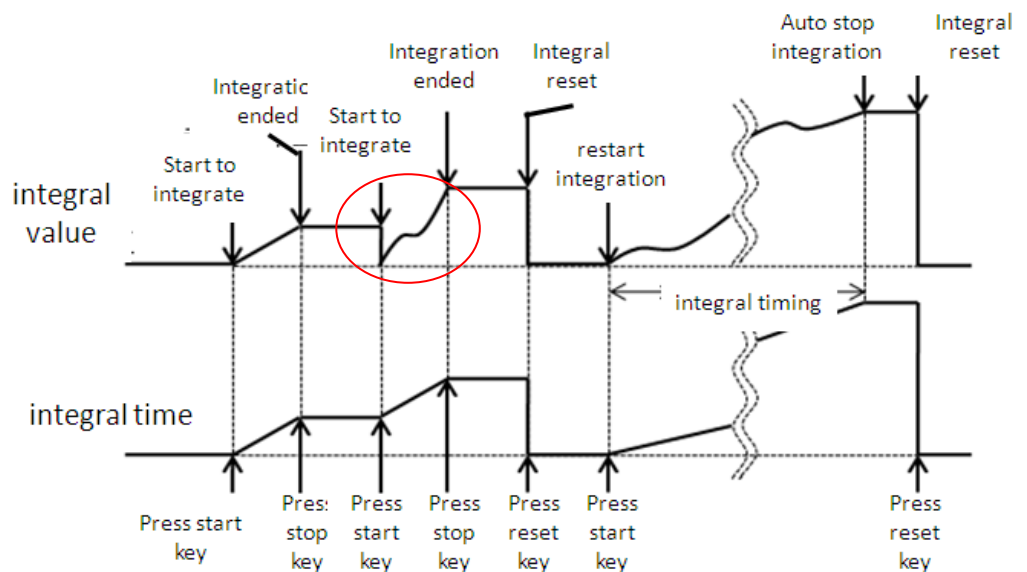 Auto stop
integration
Integral
reset
Integration
ended
Integral
reset
Integratic
ended
Start to
integrate
restart
integration
Start to
integrate
integral
value
integral timing
integral time
Press start
key
Pres:
stop
key
Press
start
key
Press
stop
key
Press
reset
key
Press
start
key
Press
reset
key